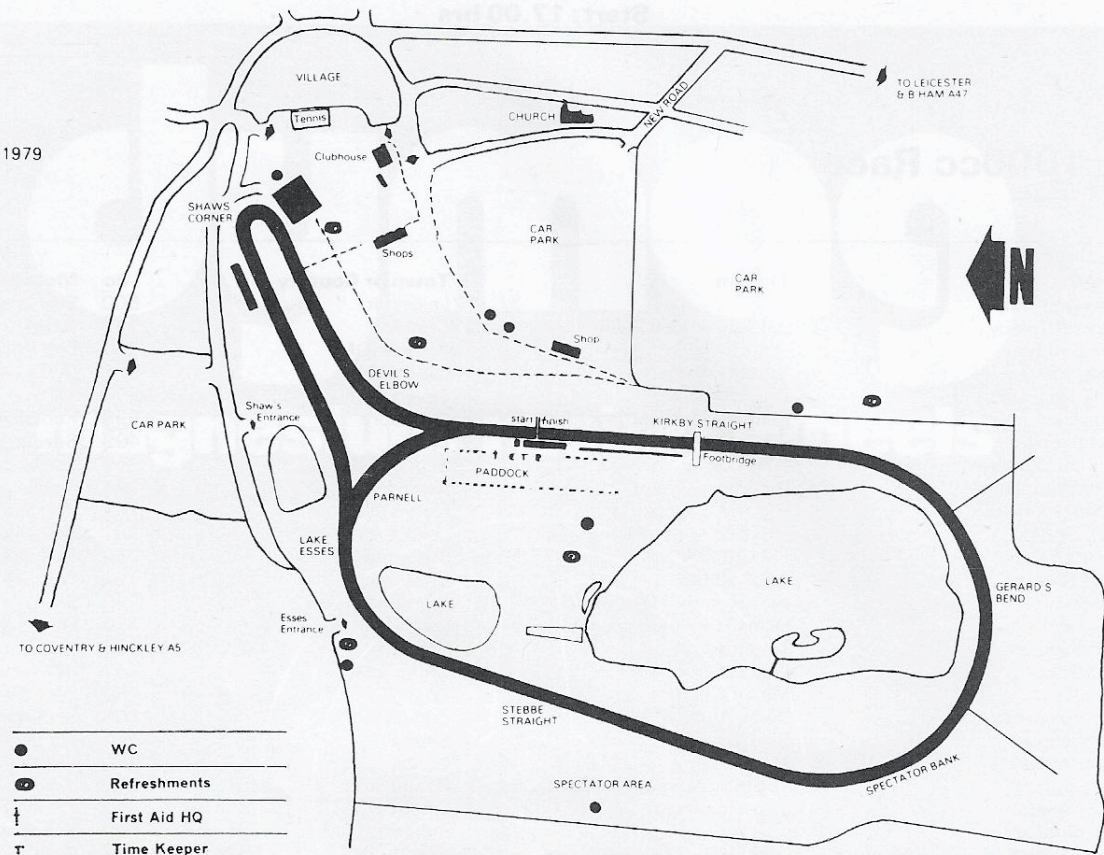 VILLAGE
Tennis
CHURCH
NEW ROAD
TO LEICESTER
& B HAM A47
1979
Clubhouse
SHAWS
CORNER
Shops
CAR
PARK
CAR
PARK
N
Shop
DEVIL S
ELBOW
Shaw s
Entrance
CAR PARK
start finish
KIRKBY STRAIGHT
Footbridge
PADDOCK
PARNELL
LAKE
ESSES
LAKE
LAKE
GERARD S
BEND
Esses
Entrance
TO COVENTRY & HINCKLEY A5
STEBBE
STRAIGHT
SPECTATOR BANK
SPECTATOR AREA
WC
Refreshments
First Aid HQ
T Time Keeper